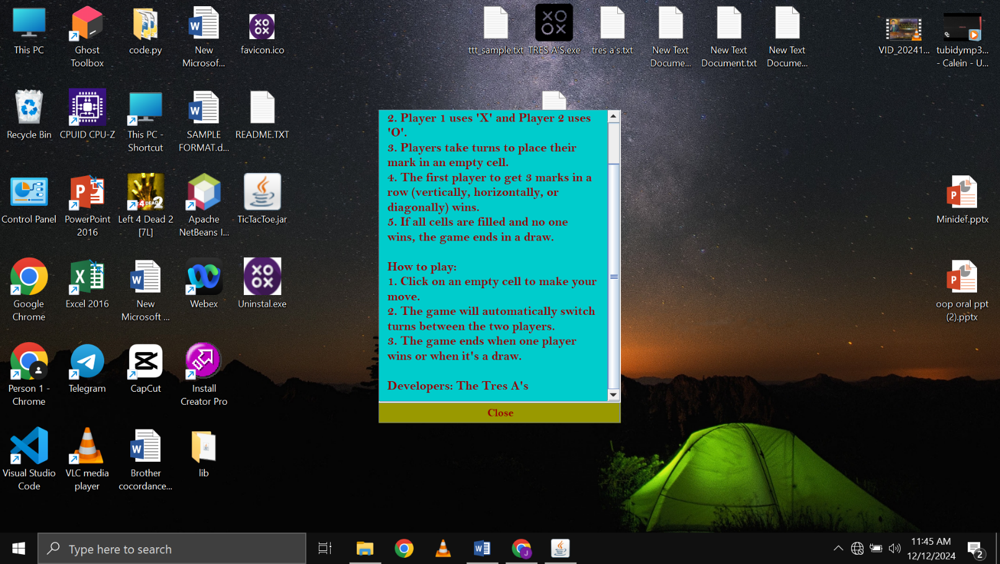 This PC
Ghost
Toolbox
code.py
New
Microsof...
favicon.ico
ttt_sample.txt
TRES A'S.exe
tres a's.txt
New Text
Docume...
New Text
Document.txt
New Text
Docume...
VID_20241...
tubidymp3...
- Calein - U...
Recycle Bin
CPUID CPU-Z
This PC -
Shortcut
SAMPLE
FORMAT.d...
README.TXT
Control Panel
PowerPoint
2016
Left 4 Dead 2
[7L]
Apache
NetBeans I...
TicTacToe.jar
Minidef.pptx
Google
Chrome
Excel 2016
New
Microsoft ...
Webex
Uninstal.exe
oop oral ppt
(2).pptx
Person 1 -
Chrome
Telegram
CapCut
Install
Creator Pro
Visual Studio
Code
VLC media
player
Brother
cocordance...
lib
2. Player 1 uses 'X' and Player 2 uses
'O'.
3. Players take turns to place their
mark in an empty cell.
4. The first player to get 3 marks in a
row (vertically, horizontally, or
diagonally) wins.
5. If all cells are filled and no one
wins, the game ends in a draw.
How to play:
1. Click on an empty cell to make your
move.
2. The game will automatically switch
turns between the two players.
3. The game ends when one player
wins or when it's a draw.
Developers: The Tres A's
Close
Type here to search
11:45 AM
12/12/2024
2